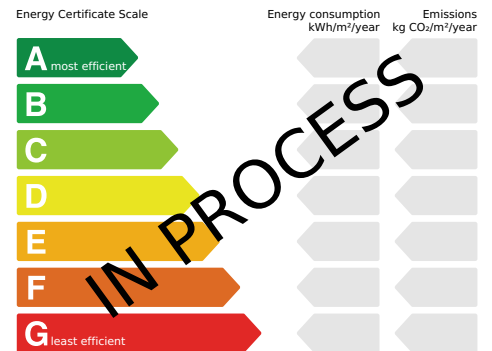 Energy Certificate Scale
Energy consumption
kWh/m²/year
Emissions
kg CO₂/m²/year
A most efficient
B
C
D
E
F
G least efficient
IN PROCESS